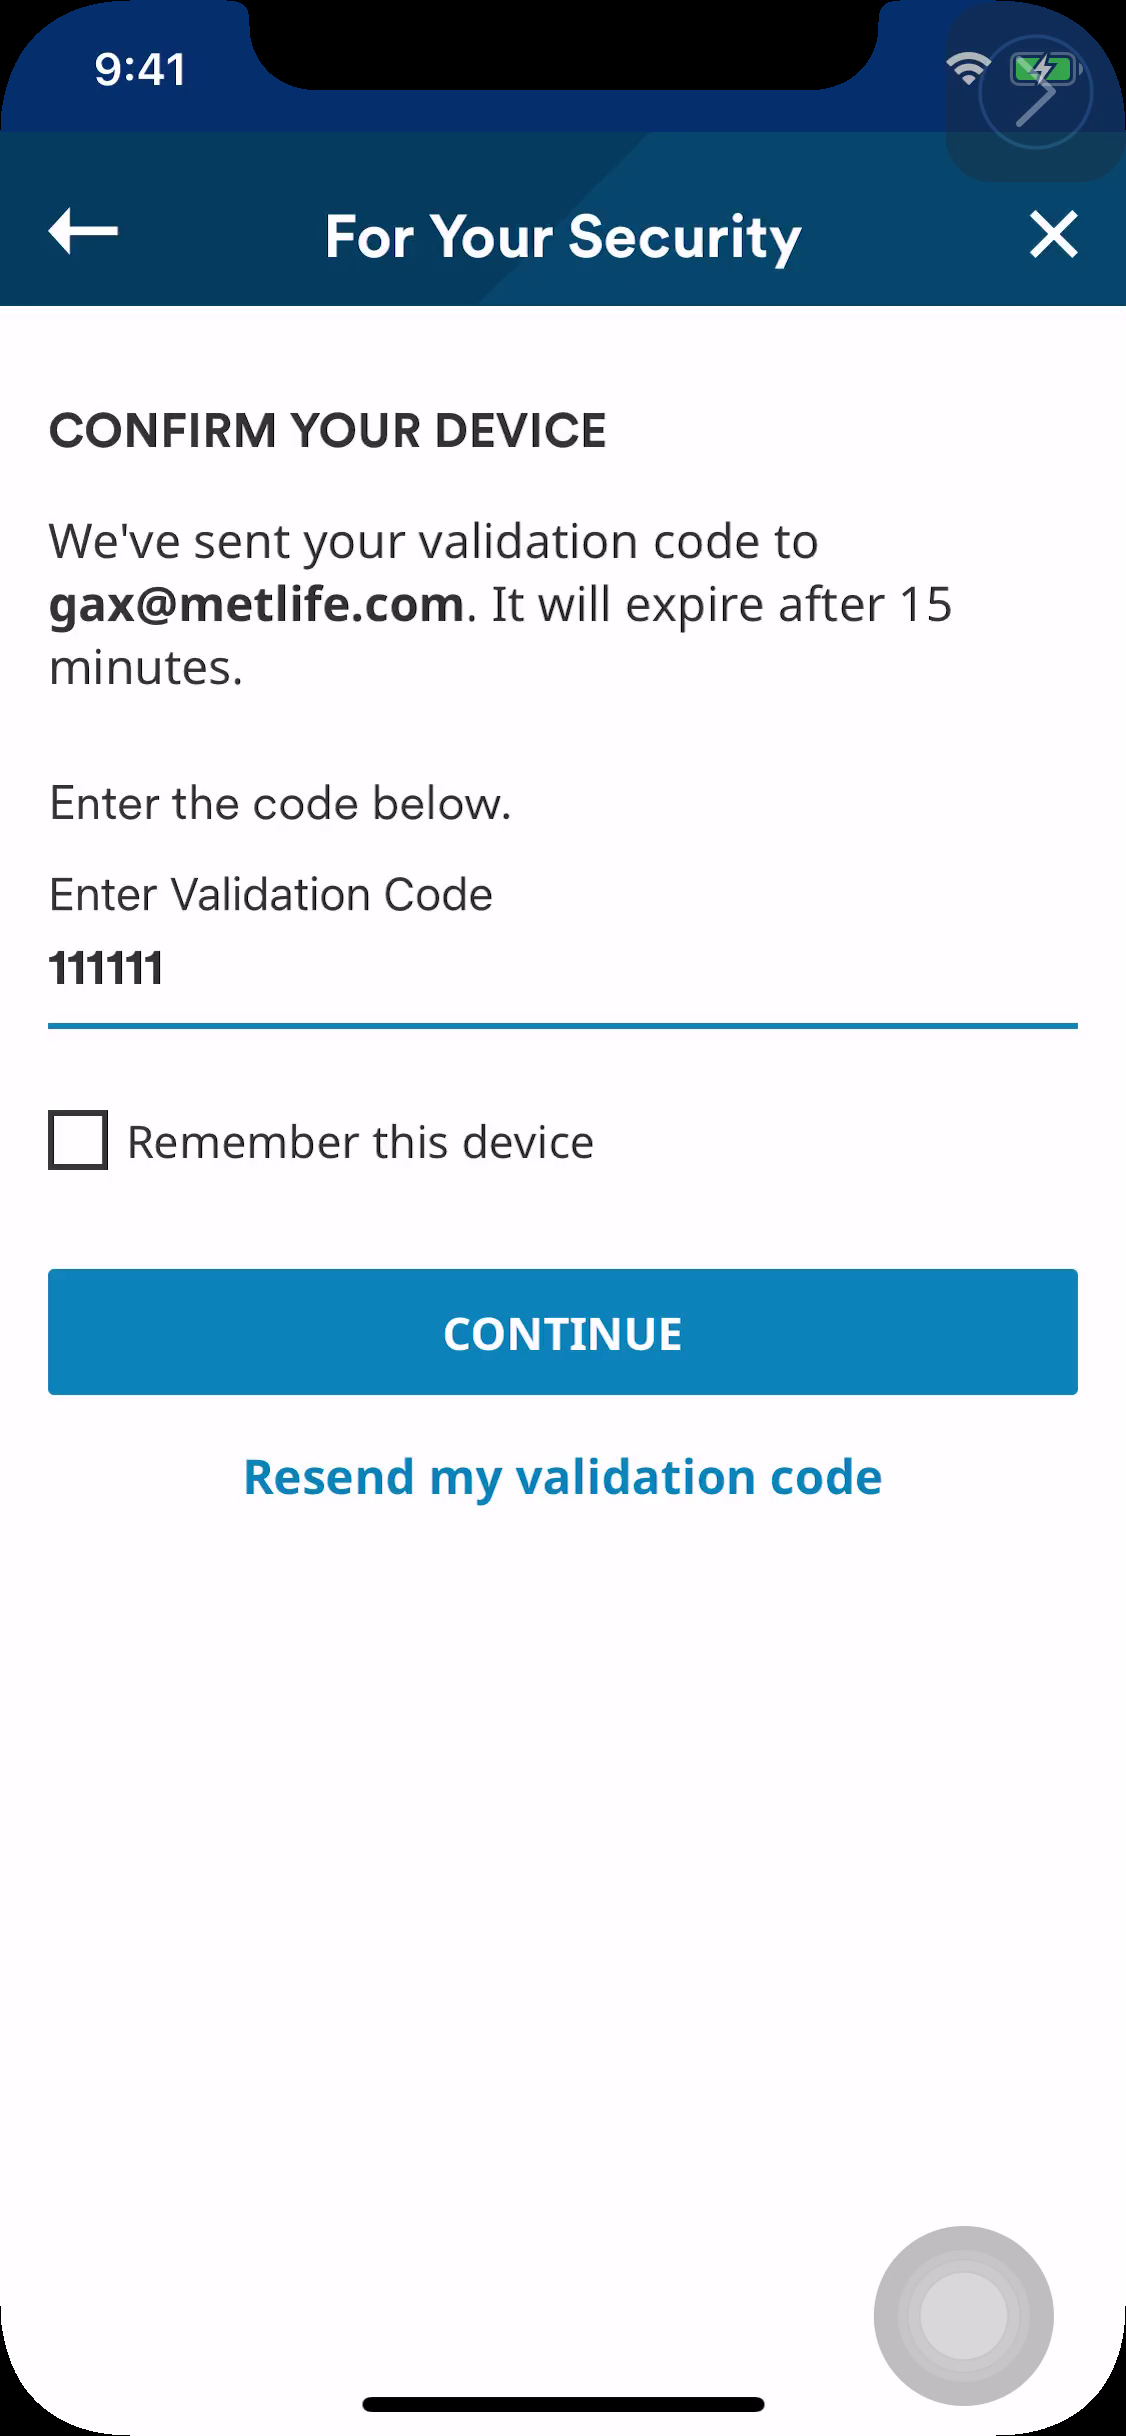 9:41
For Your Security
CONFIRM YOUR DEVICE
We've sent your validation code to
gax@metlife.com. It will expire after 15
minutes.
Enter the code below.
Enter Validation Code
111111
Remember this device
CONTINUE
Resend my validation code